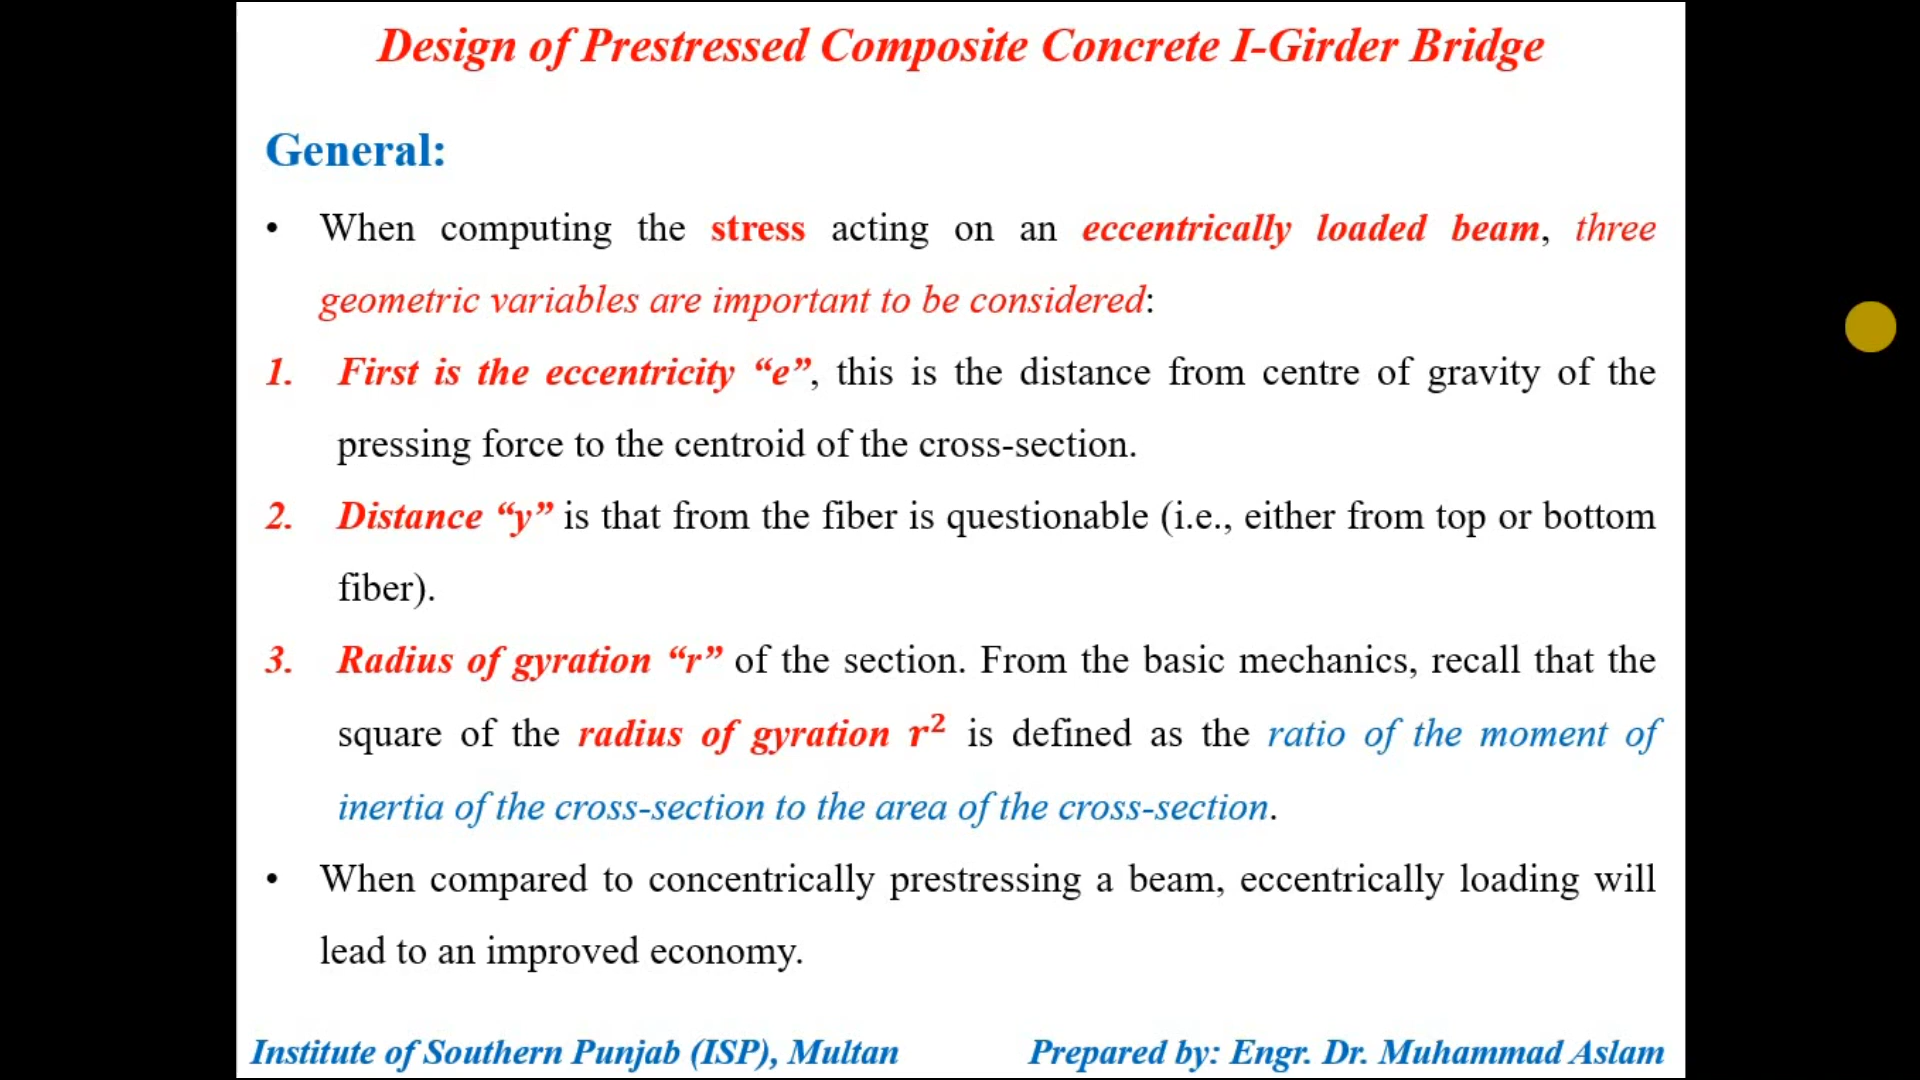 Design of Prestressed Composite Concrete I-Girder Bridge
General:
• When computing the stress acting on an eccentrically loaded beam, three
geometric variables are important to be considered:
1. First is the eccentricity “e”, this is the distance from centre of gravity of the
pressing force to the centroid of the cross-section.
2. Distance “y” is that from the fiber is questionable (i.e., either from top or bottom
fiber).
3. Radius of gyration “r” of the section. From the basic mechanics, recall that the
square of the radius of gyration r² is defined as the ratio of the moment of
inertia of the cross-section to the area of the cross-section.
• When compared to concentrically prestressing a beam, eccentrically loading will
lead to an improved economy.
Institute of Southern Punjab (ISP), Multan Prepared by: Engr. Dr. Muhammad Aslam